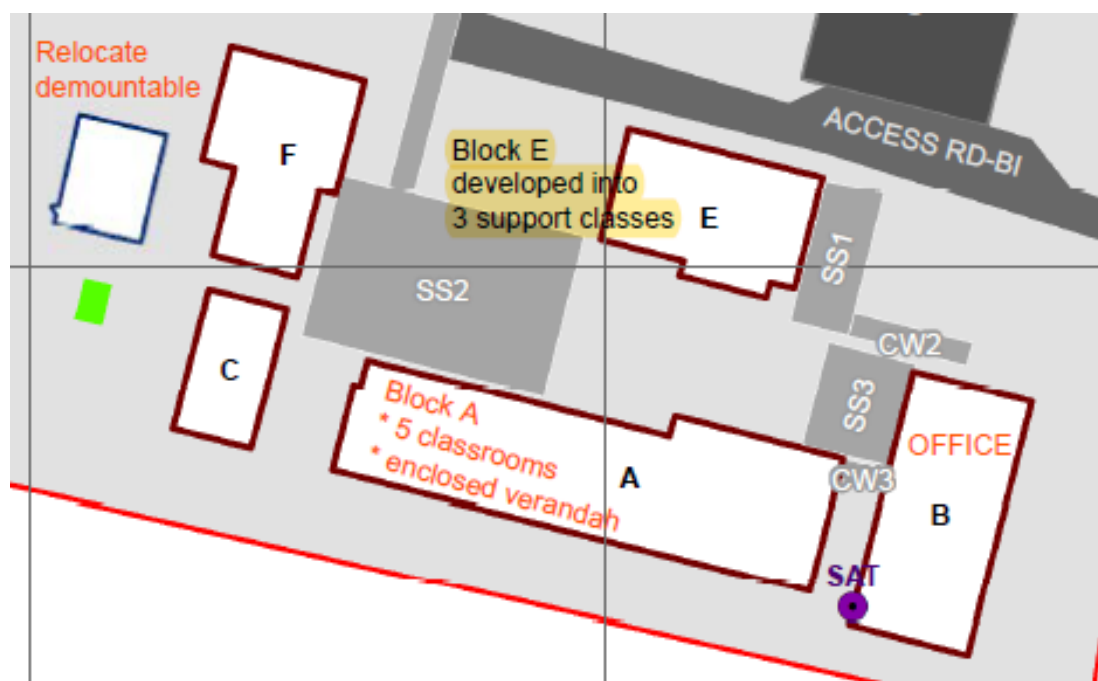 Relocate
demountable
F
ACCESS RD-BI
Block E
developed into
3 support classes
E
SS1
SS2
CW2
C
SS3
Block A
* 5 classrooms
* enclosed verandah
A
OFFICE
CW3
B
SAT